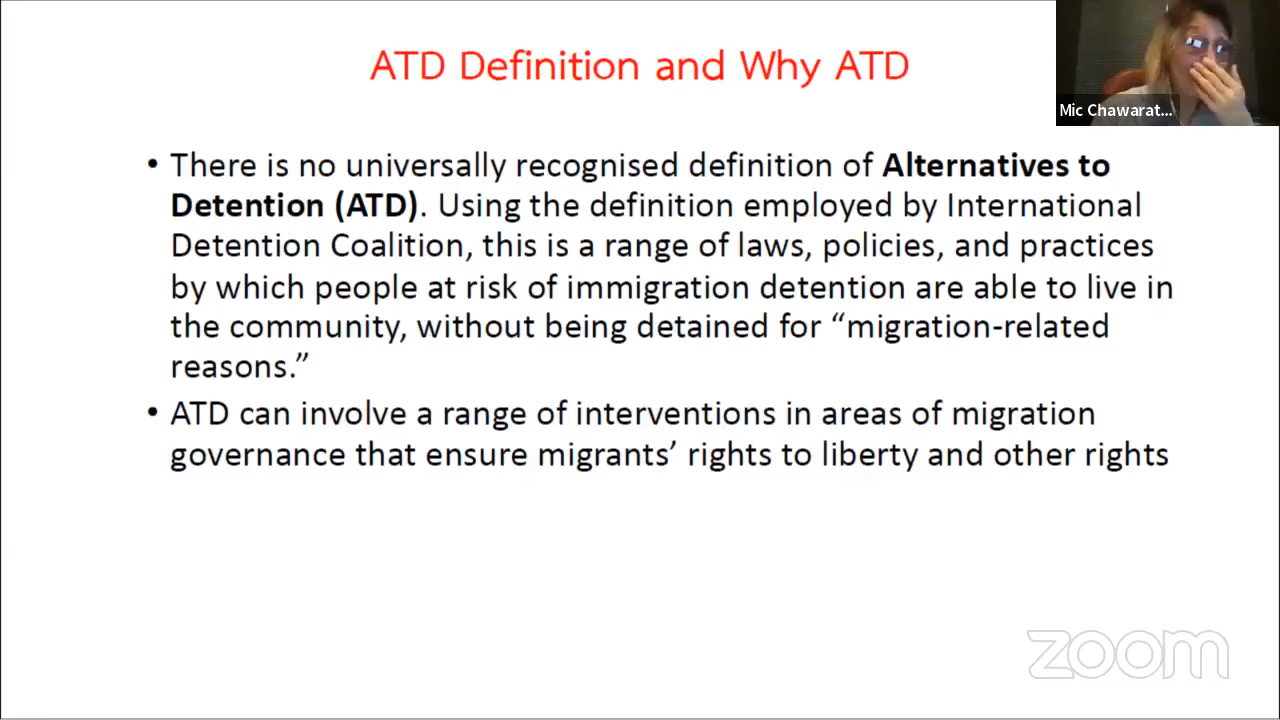 ATD Definition and Why ATD
Mic Chawarat...
• There is no universally recognised definition of Alternatives to
Detention (ATD). Using the definition employed by International
Detention Coalition, this is a range of laws, policies, and practices
by which people at risk of immigration detention are able to live in
the community, without being detained for “migration-related
reasons.”
• ATD can involve a range of interventions in areas of migration
governance that ensure migrants’ rights to liberty and other rights
zoom